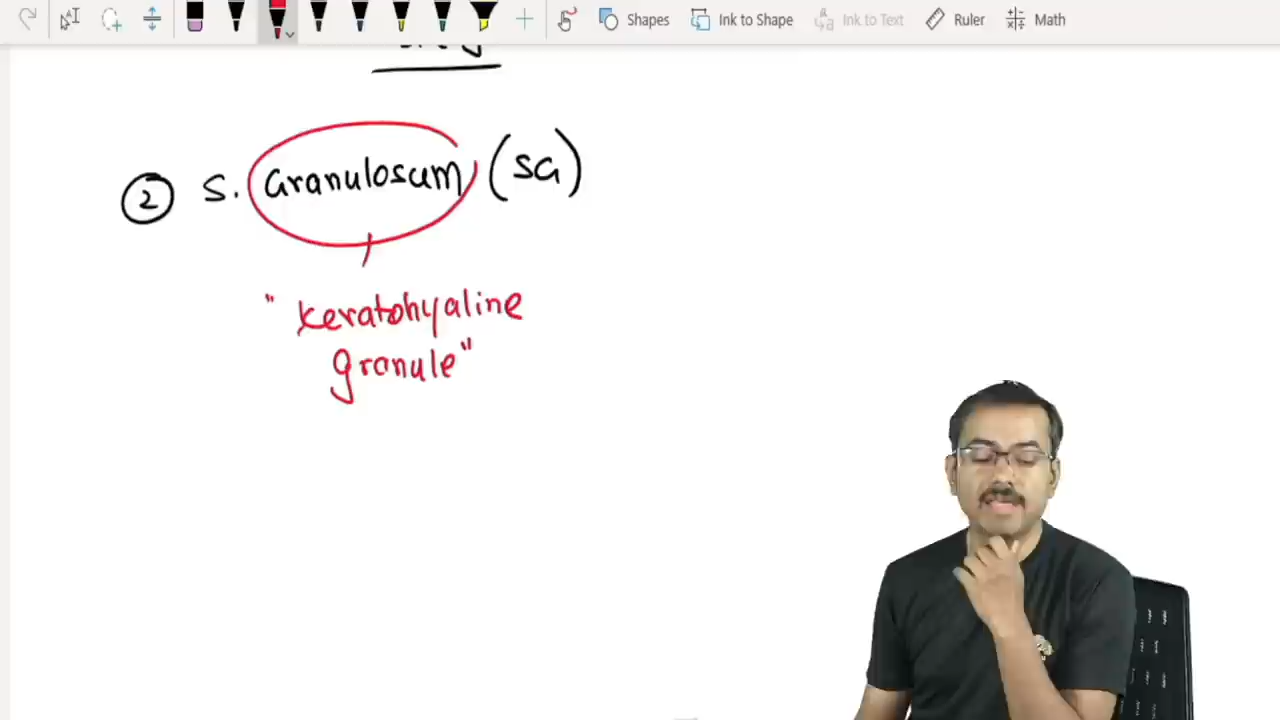 Shapes Ink to Shape Ink to Text Ruler Math
2 S. Granulosum (SG)
"keratohyaline
granule"